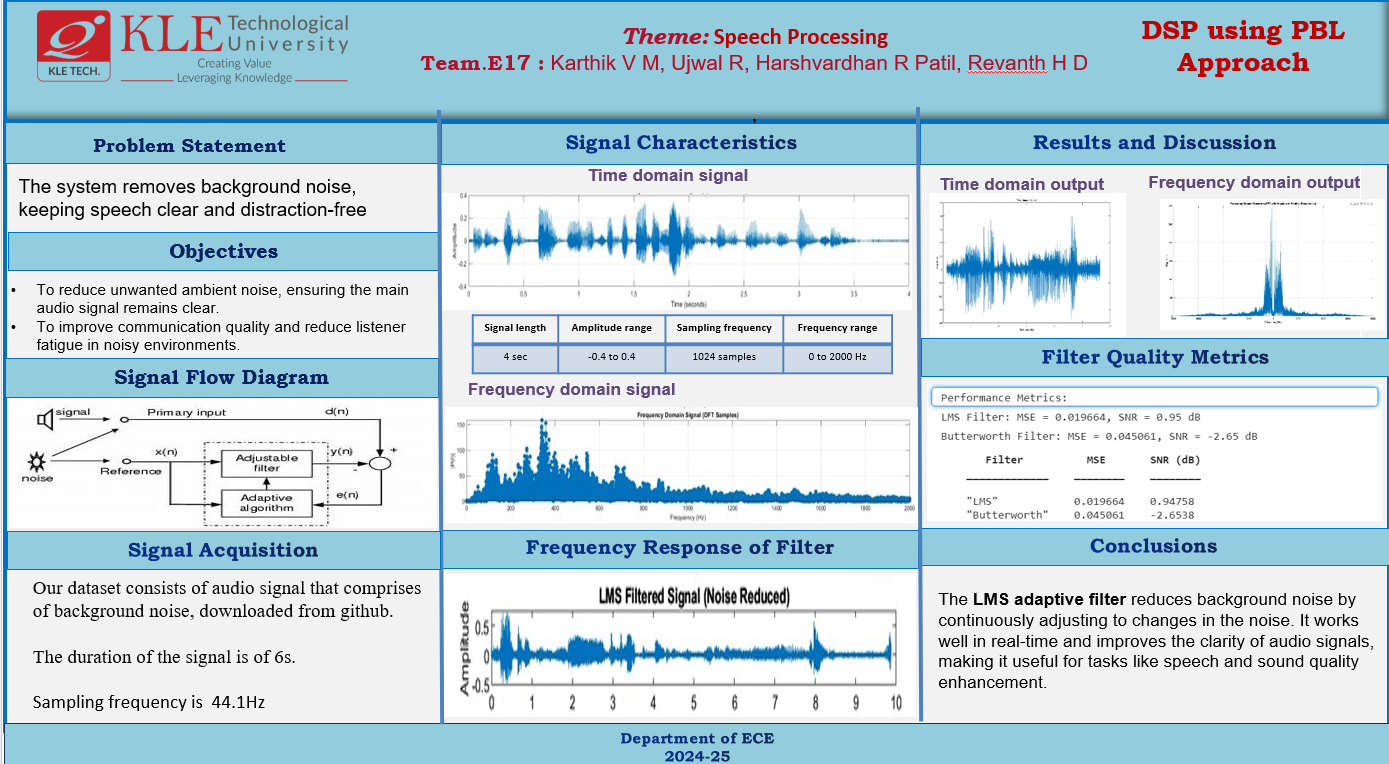 KLE Technological
University
Creating Value
Leveraging Knowledge
KLE TECH.
Theme: Speech Processing
Team.E17 : Karthik V M, Ujwal R, Harshvardhan R Patil, Revanth H D
DSP using PBL
Approach
,
Problem Statement
The system removes background noise,
keeping speech clear and distraction-free
Objectives
• To reduce unwanted ambient noise, ensuring the main
audio signal remains clear.
• To improve communication quality and reduce listener
fatigue in noisy environments.
Signal Flow Diagram
signal
Primary input
d(n)
+
x(n)
y(n)
-
Adjustable
filter
noise
Reference
e(n)
Adaptive
algorithm
Signal Acquisition
Our dataset consists of audio signal that comprises
of background noise, downloaded from github.
The duration of the signal is of 6s.
Sampling frequency is 44.1Hz
Signal Characteristics
Time domain signal
0.4
0.2
0
-0.2
-0.4
Amplitude
0 0.5 1 1.5 2 2.5 3 3.5 4
Time (seconds)
Signal length Amplitude range Sampling frequency Frequency range
4 sec -0.4 to 0.4 1024 samples 0 to 2000 Hz
Frequency domain signal
Frequency Domain Signal (DFT Samples)
150
100
50
0
0 200 400 600 800 1000 1200 1400 1600 1800 2000
Frequency (Hz)
Frequency Response of Filter
LMS Filtered Signal (Noise Reduced)
Amplitude
0.5
0
-0.5
0 1 2 3 4 5 6 7 8 9 10
Results and Discussion
Time domain output
Frequency domain output
Filter Quality Metrics
Performance Metrics:
LMS Filter: MSE = 0.019664, SNR = 0.95 dB
Butterworth Filter: MSE = 0.045061, SNR = -2.65 dB
Filter MSE SNR (dB)
"LMS" 0.019664 0.94758
"Butterworth" 0.045061 -2.6538
Conclusions
The LMS adaptive filter reduces background noise by
continuously adjusting to changes in the noise. It works
well in real-time and improves the clarity of audio signals,
making it useful for tasks like speech and sound quality
enhancement.
Department of ECE
2024-25